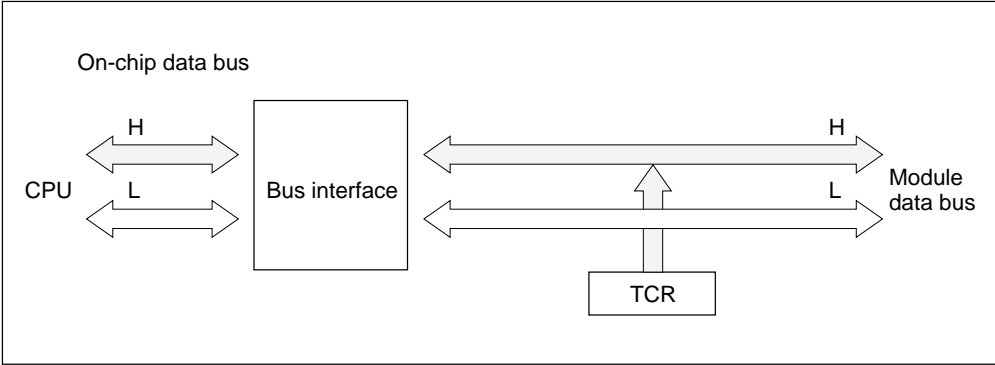 On-chip data bus
H
H
CPU
L
Bus interface
L
Module
data bus
TCR